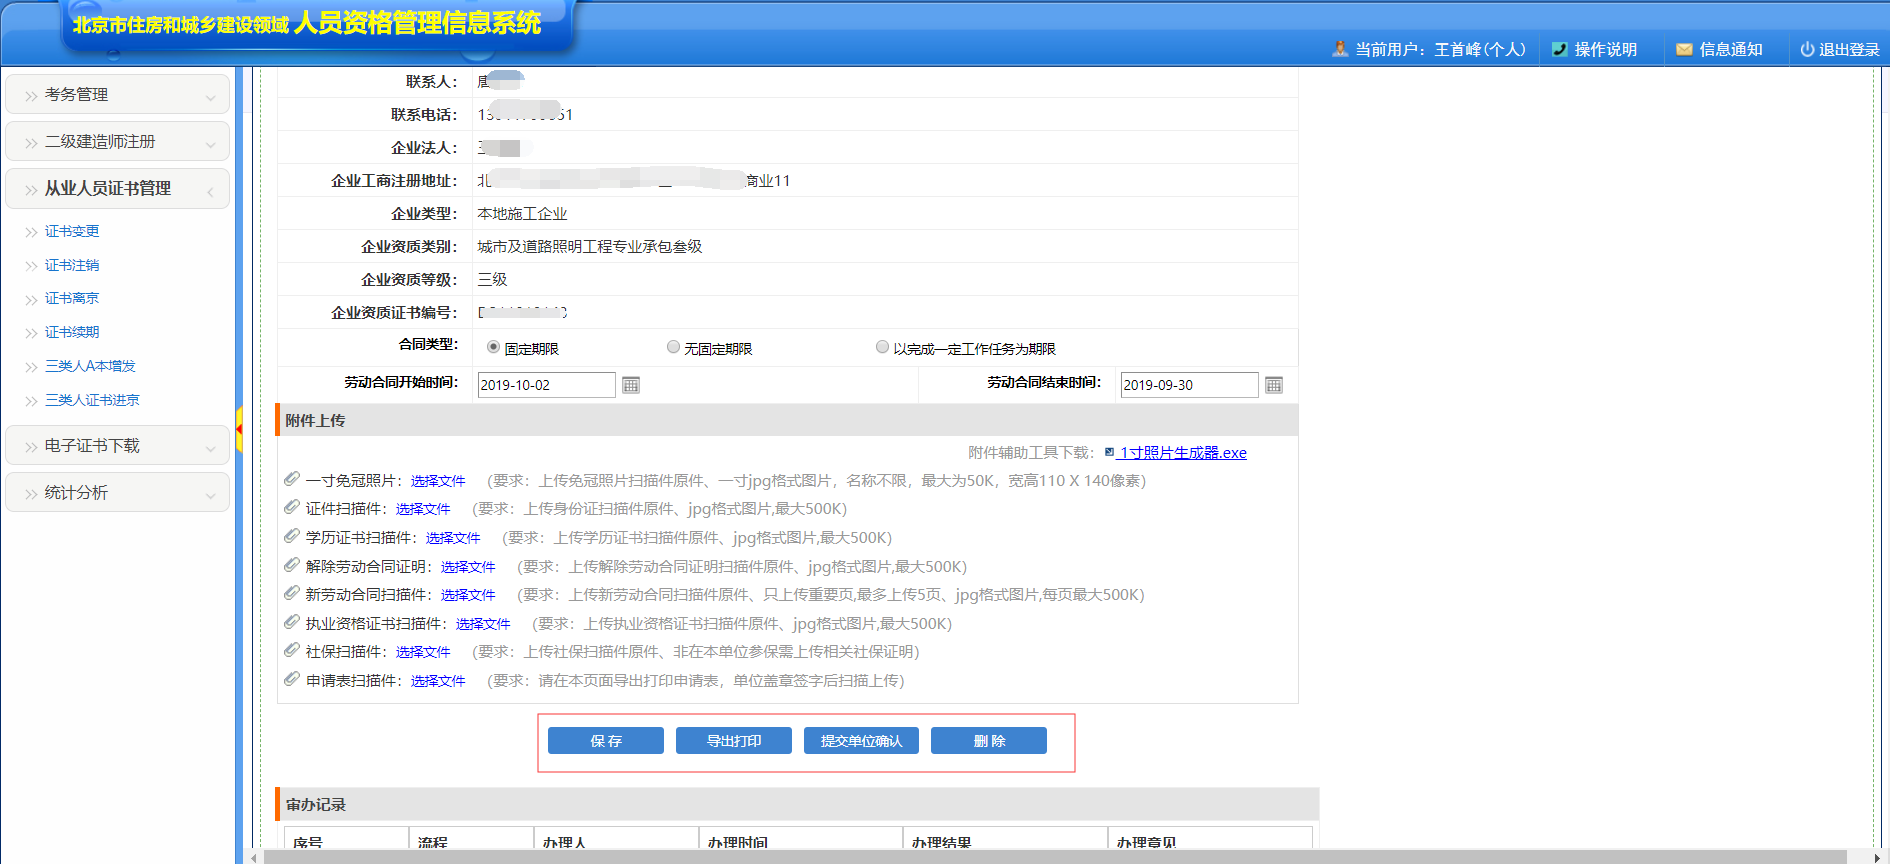 北京市住房和城乡建设领域 人员资格管理信息系统
当前用户：王首峰(个人) 操作说明 信息通知 退出登录
考务管理
二级建造师注册
从业人员证书管理
证书变更
证书注销
证书离京
证书续期
三类人A本增发
三类人证书进京
电子证书下载
统计分析
联系人：
联系电话：
企业法人：
企业工商注册地址： 北 商业11
企业类型： 本地施工企业
企业资质类别： 城市及道路照明工程专业承包叁级
企业资质等级： 三级
企业资质证书编号：
合同类型： 固定期限 无固定期限 以完成一定工作任务为期限
劳动合同开始时间： 2019-10-02 劳动合同结束时间： 2019-09-30
附件上传
附件辅助工具下载： 1寸照片生成器.exe
一寸免冠照片：选择文件 (要求：上传免冠照片扫描件原件、一寸jpg格式图片，名称不限，最大为50K，宽高110 X 140像素)
证件扫描件：选择文件 (要求：上传身份证扫描件原件、jpg格式图片,最大500K)
学历证书扫描件：选择文件 (要求：上传学历证书扫描件原件、jpg格式图片,最大500K)
解除劳动合同证明：选择文件 (要求：上传解除劳动合同证明扫描件原件、jpg格式图片,最大500K)
新劳动合同扫描件：选择文件 (要求：上传新劳动合同扫描件原件、只上传重要页,最多上传5页、jpg格式图片,每页最大500K)
执业资格证书扫描件：选择文件 (要求：上传执业资格证书扫描件原件、jpg格式图片,最大500K)
社保扫描件：选择文件 (要求：上传社保扫描件原件、非在本单位参保需上传相关社保证明)
申请表扫描件：选择文件 (要求：请在本页面导出打印申请表，单位盖章签字后扫描上传)
保 存 导出打印 提交单位确认 删 除
审办记录
序号 流程 办理人 办理时间 办理结果 办理意见